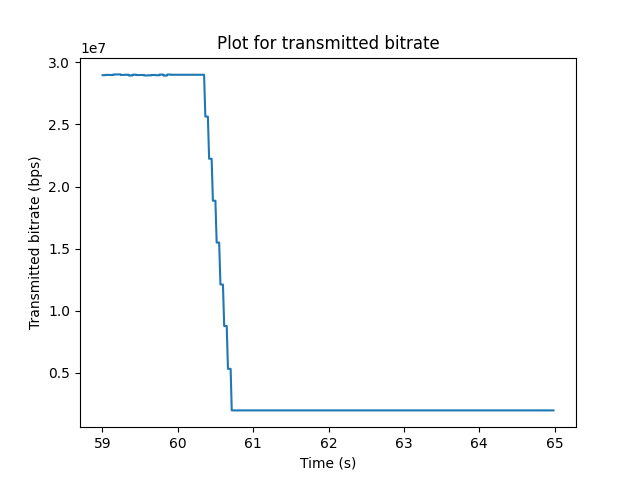 Plot for transmitted bitrate
1e7
Transmitted bitrate (bps)
3.0
2.5
2.0
1.5
1.0
0.5
59 60 61 62 63 64 65
Time (s)